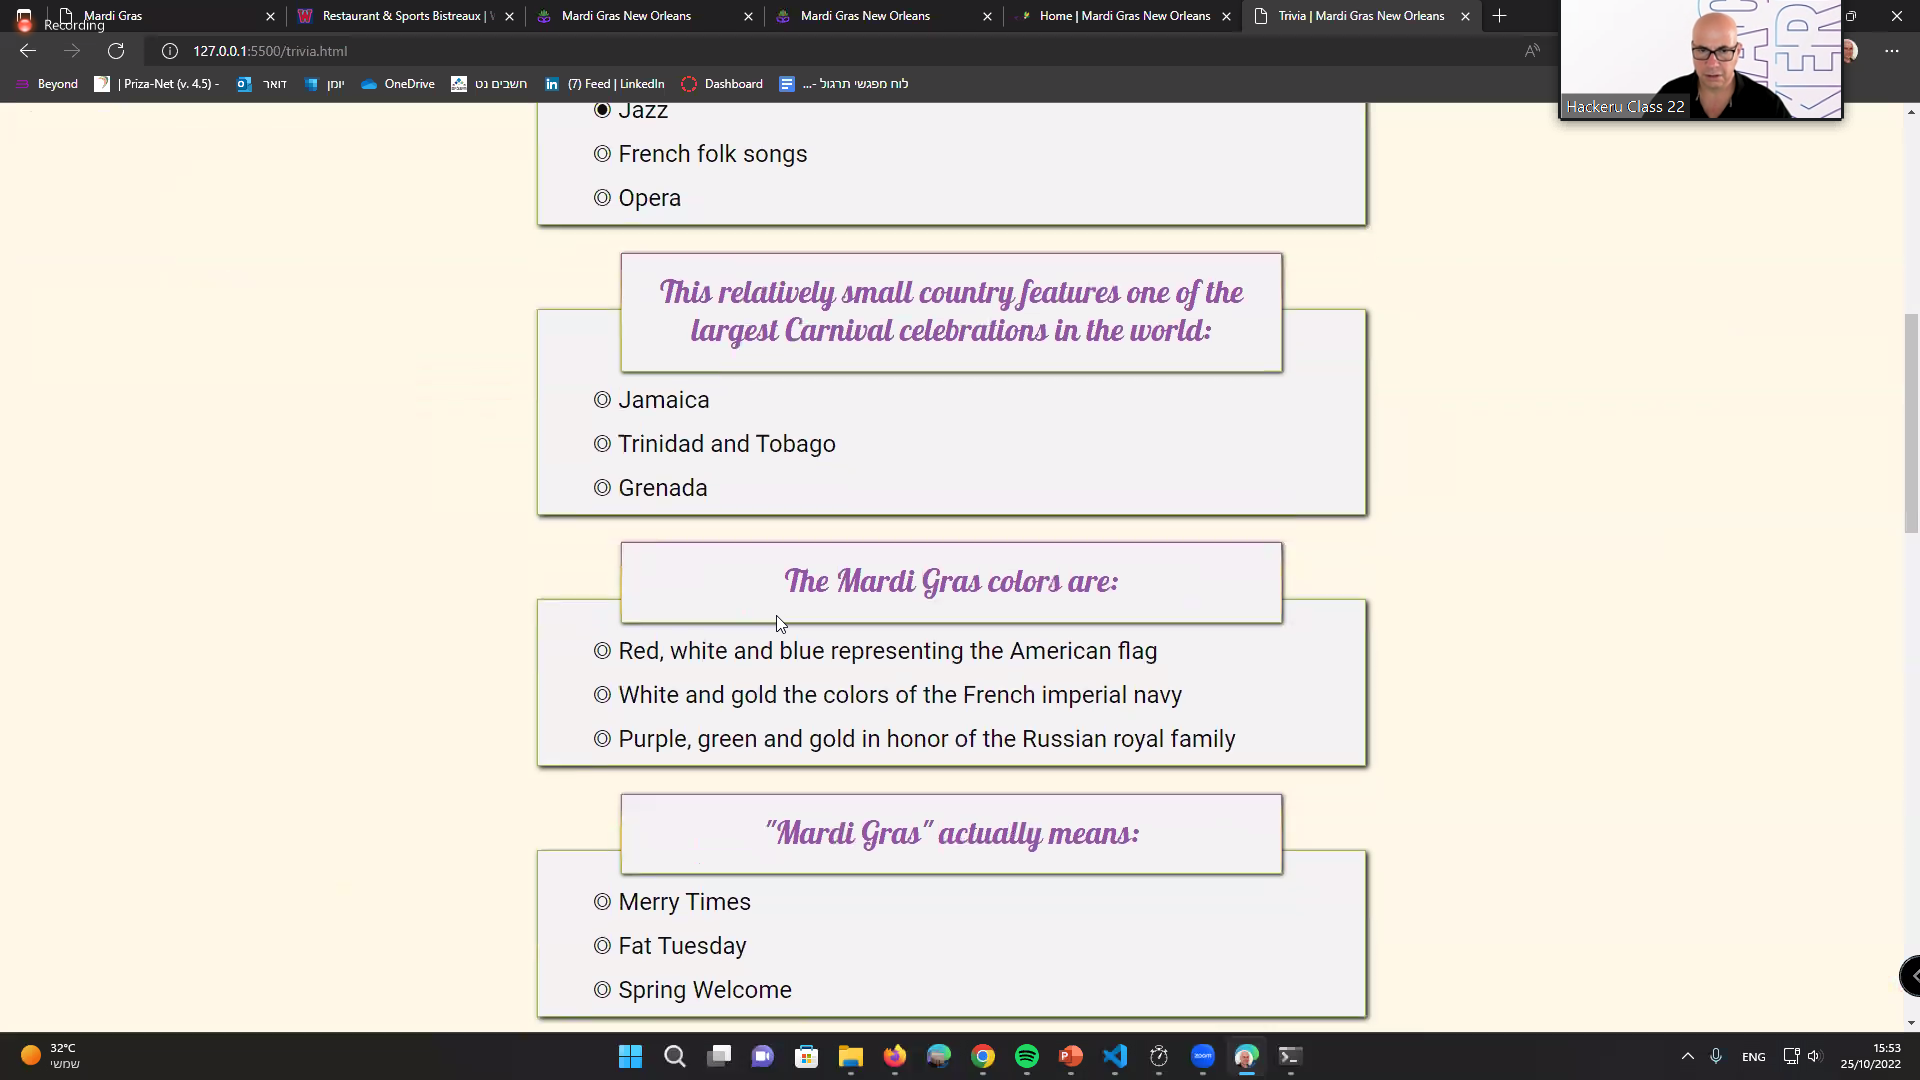 Recording
Mardi Gras
Restaurant & Sports Bistreaux |
Mardi Gras New Orleans
Mardi Gras New Orleans
Home | Mardi Gras New Orleans
Trivia | Mardi Gras New Orleans
127.0.0.1:5500/trivia.html
Beyond
| Priza-Net (v. 4.5) -
דואר
יומן
OneDrive
חשבים נט
(7) Feed | LinkedIn
Dashboard
לוח מפגשי תרגול -...
Hackeru Class 22
Jazz
French folk songs
Opera
This relatively small country features one of the
largest Carnival celebrations in the world:
Jamaica
Trinidad and Tobago
Grenada
The Mardi Gras colors are:
Red, white and blue representing the American flag
White and gold the colors of the French imperial navy
Purple, green and gold in honor of the Russian royal family
"Mardi Gras" actually means:
Merry Times
Fat Tuesday
Spring Welcome
32°C
שמשי
zoom
ENG
15:53
25/10/2022